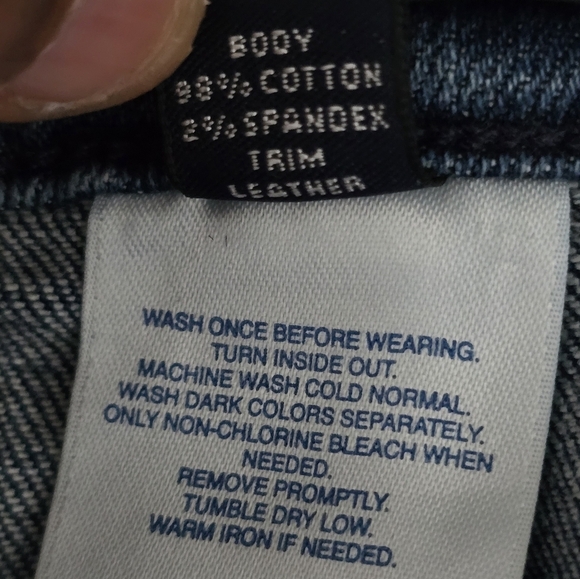 BODY
98% COTTON
2% SPANDEX
TRIM
LEATHER
WASH ONCE BEFORE WEARING.
TURN INSIDE OUT.
MACHINE WASH COLD NORMAL.
WASH DARK COLORS SEPARATELY.
ONLY NON-CHLORINE BLEACH WHEN
NEEDED.
REMOVE PROMPTLY.
TUMBLE DRY LOW.
WARM IRON IF NEEDED.